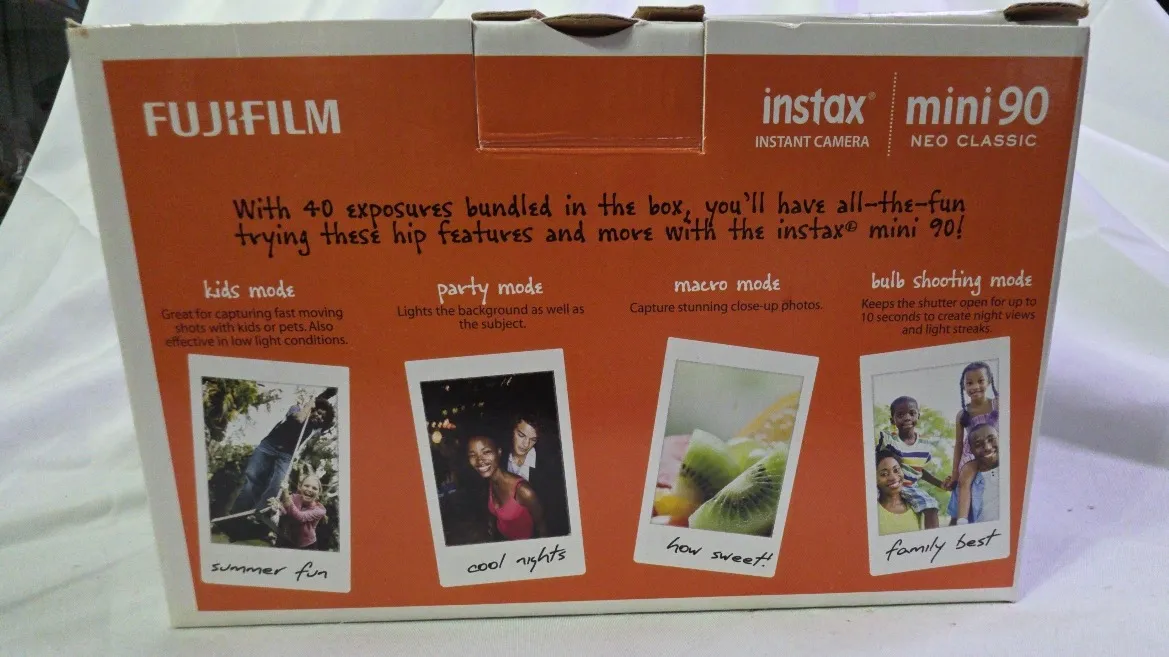 FUJIFILM
instax® mini 90
INSTANT CAMERA NEO CLASSIC
With 40 exposures bundled in the box, you'll have all-the-fun
trying these hip features and more with the instax® mini 90!
kids mode
Great for capturing fast moving
shots with kids or pets. Also
effective in low light conditions.
party mode
Lights the background as well as
the subject.
macro mode
Capture stunning close-up photos.
bulb shooting mode
Keeps the shutter open for up to
10 seconds to create night views
and light streaks.
summer fun
cool nights
how sweet!
family best